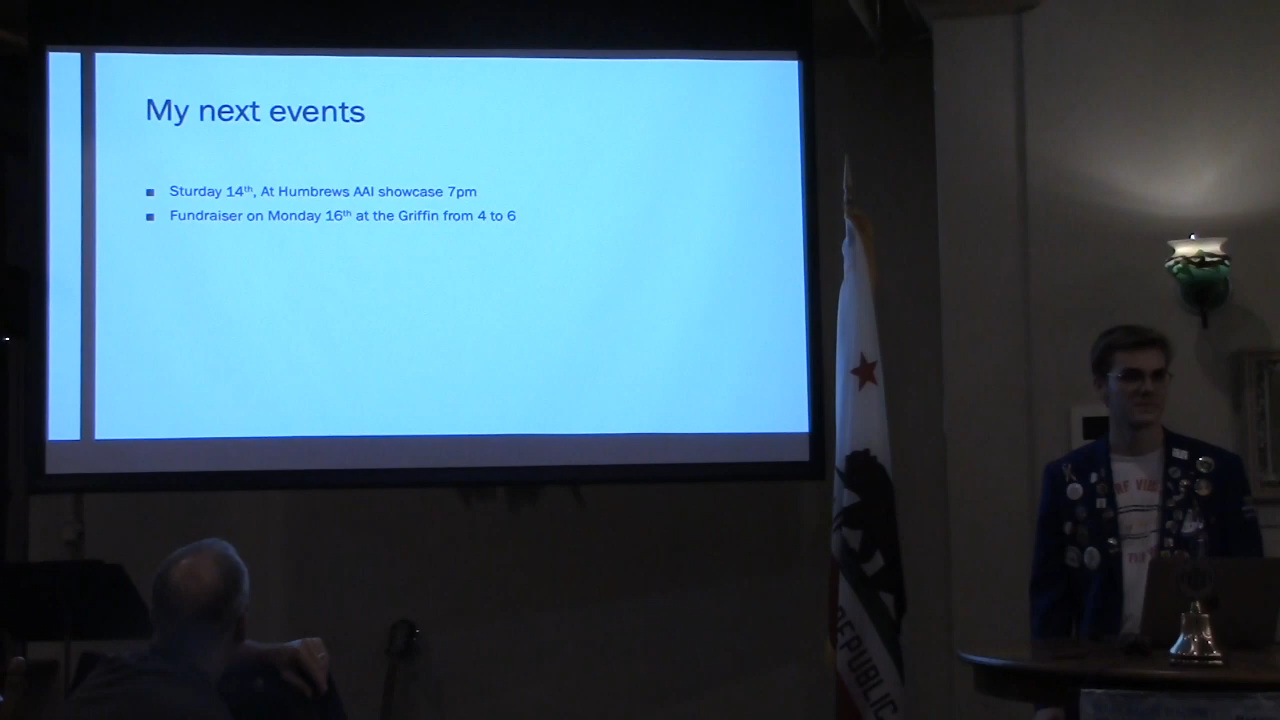 My next events
Sturday 14th, At Humbrews AAI showcase 7pm
Fundraiser on Monday 16th at the Griffin from 4 to 6
REPUBLIC